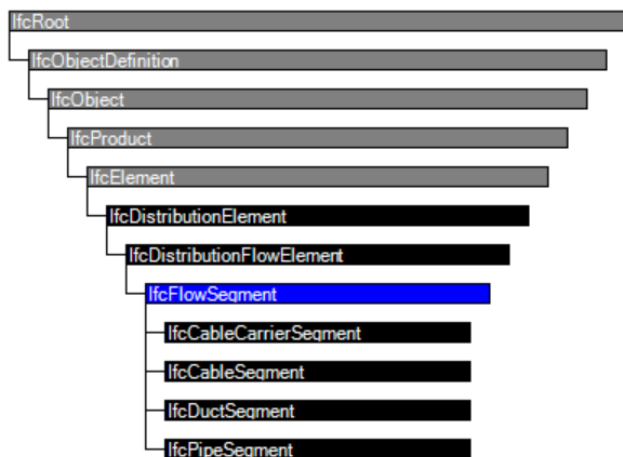 IfcRoot
IfcObjectDefinition
IfcObject
IfcProduct
IfcElement
IfcDistributionElement
IfcDistributionFlowElement
IfcFlowSegment
IfcCableCarrierSegment
IfcCableSegment
IfcDuctSegment
IfcPipeSegment